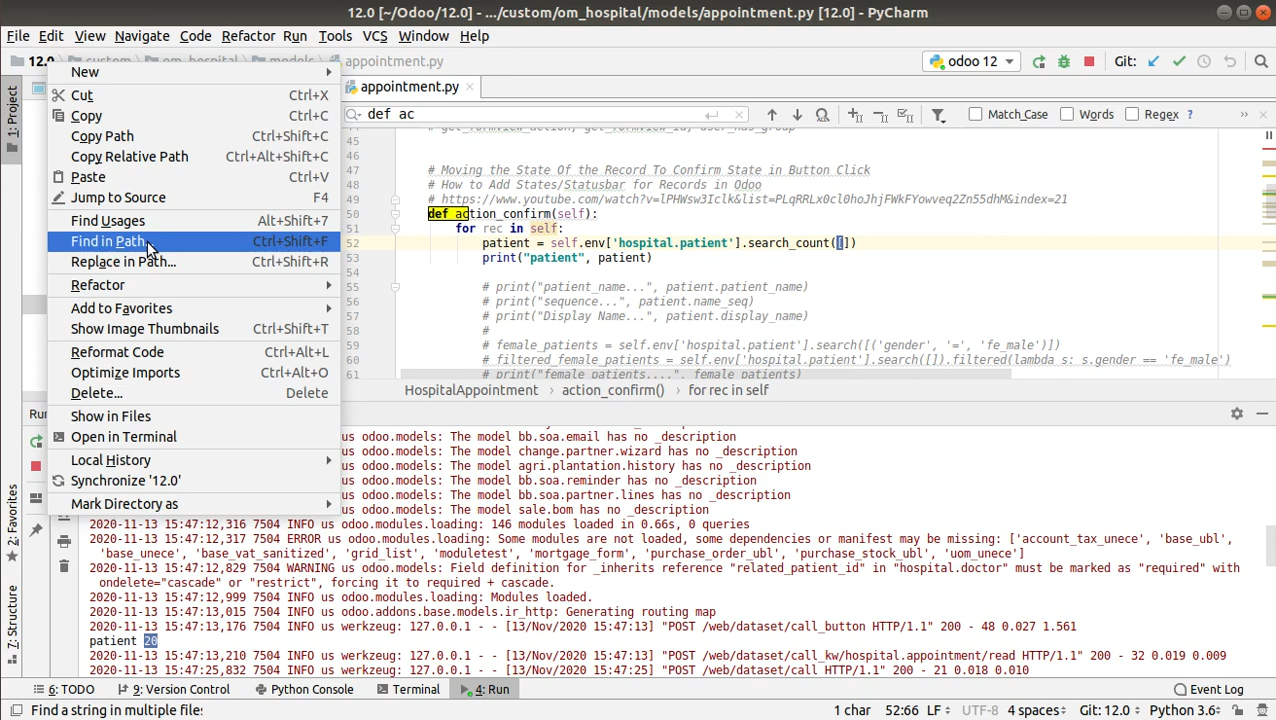 12.0 [~/Odoo/12.0] - .../custom/om_hospital/models/appointment.py [12.0] - PyCharm
File Edit View Navigate Code Refactor Run Tools VCS Window Help
12.0 custom om_hospital models appointment.py odoo 12 Git:
appointment.py
def ac Match Case Words Regex ? »
New
Cut Ctrl+X
Copy Ctrl+C
Copy Path Ctrl+Shift+C
Copy Relative Path Ctrl+Alt+Shift+C
Paste Ctrl+V
Jump to Source F4
Find Usages Alt+Shift+7
Find in Path... Ctrl+Shift+F
Replace in Path... Ctrl+Shift+R
Refactor
Add to Favorites
Show Image Thumbnails Ctrl+Shift+T
Reformat Code Ctrl+Alt+L
Optimize Imports Ctrl+Alt+O
Delete... Delete
Show in Files
Open in Terminal
Local History
Synchronize '12.0'
Mark Directory as
1: Project
2: Favorites
7: Structure
# get_formview_action, get_formview_id, user_has_group
45
46
47 # Moving the State Of the Record To Confirm State in Button Click
48 # How to Add States/Statusbar for Records in Odoo
49 # https://www.youtube.com/watch?v=lPHWsw3Iclk&list=PLqRRLx0cl0hoJhjFWkFYowveq2Zn55dhM&index=21
50 def action_confirm(self):
51 for rec in self:
52 patient = self.env['hospital.patient'].search_count([])
53 print("patient", patient)
54
55 # print("patient_name...", patient.patient_name)
56 # print("sequence...", patient.name_seq)
57 # print("Display Name...", patient.display_name)
58 #
59 # female_patients = self.env['hospital.patient'].search([('gender', '=', 'fe_male')])
60 # filtered_female_patients = self.env['hospital.patient'].search([]).filtered(lambda s: s.gender == 'fe_male')
61 # print("female patients....", female_patients)
HospitalAppointment action_confirm() for rec in self
Run
us odoo.models: The model bb.soa.email has no _description
us odoo.models: The model change.partner.wizard has no _description
us odoo.models: The model agri.plantation.history has no _description
us odoo.models: The model bb.soa.reminder has no _description
us odoo.models: The model bb.soa.partner.lines has no _description
us odoo.models: The model sale.bom has no _description
2020-11-13 15:47:12,316 7504 INFO us odoo.modules.loading: 146 modules loaded in 0.66s, 0 queries
2020-11-13 15:47:12,317 7504 ERROR us odoo.modules.loading: Some modules are not loaded, some dependencies or manifest may be missing: ['account_tax_unece', 'base_ubl',
'base_unece', 'base_vat_sanitized', 'grid_list', 'moduletest', 'mortgage_form', 'purchase_order_ubl', 'purchase_stock_ubl', 'uom_unece']
2020-11-13 15:47:12,829 7504 WARNING us odoo.modules.loading: Field definition for _inherits reference "related_patient_id" in "hospital.doctor" must be marked as "required" with
ondelete="cascade" or "restrict", forcing it to required + cascade.
2020-11-13 15:47:12,999 7504 INFO us odoo.modules.loading: Modules loaded.
2020-11-13 15:47:13,015 7504 INFO us odoo.addons.base.models.ir_http: Generating routing map
2020-11-13 15:47:13,176 7504 INFO us werkzeug: 127.0.0.1 - - [13/Nov/2020 15:47:13] "POST /web/dataset/call_button HTTP/1.1" 200 - 48 0.027 1.561
patient 20
2020-11-13 15:47:13,210 7504 INFO us werkzeug: 127.0.0.1 - - [13/Nov/2020 15:47:13] "POST /web/dataset/call_kw/hospital.appointment/read HTTP/1.1" 200 - 32 0.019 0.009
2020-11-13 15:47:25,832 7504 INFO us werkzeug: 127.0.0.1 - - [13/Nov/2020 15:47:25] "POST /web/dataset/call HTTP/1.1" 200 - 21 0.018 0.010
6: TODO 9: Version Control Python Console Terminal 4: Run Event Log
Find a string in multiple files 1 char 52:66 LF UTF-8 4 spaces Git: 12.0 Python 3.6